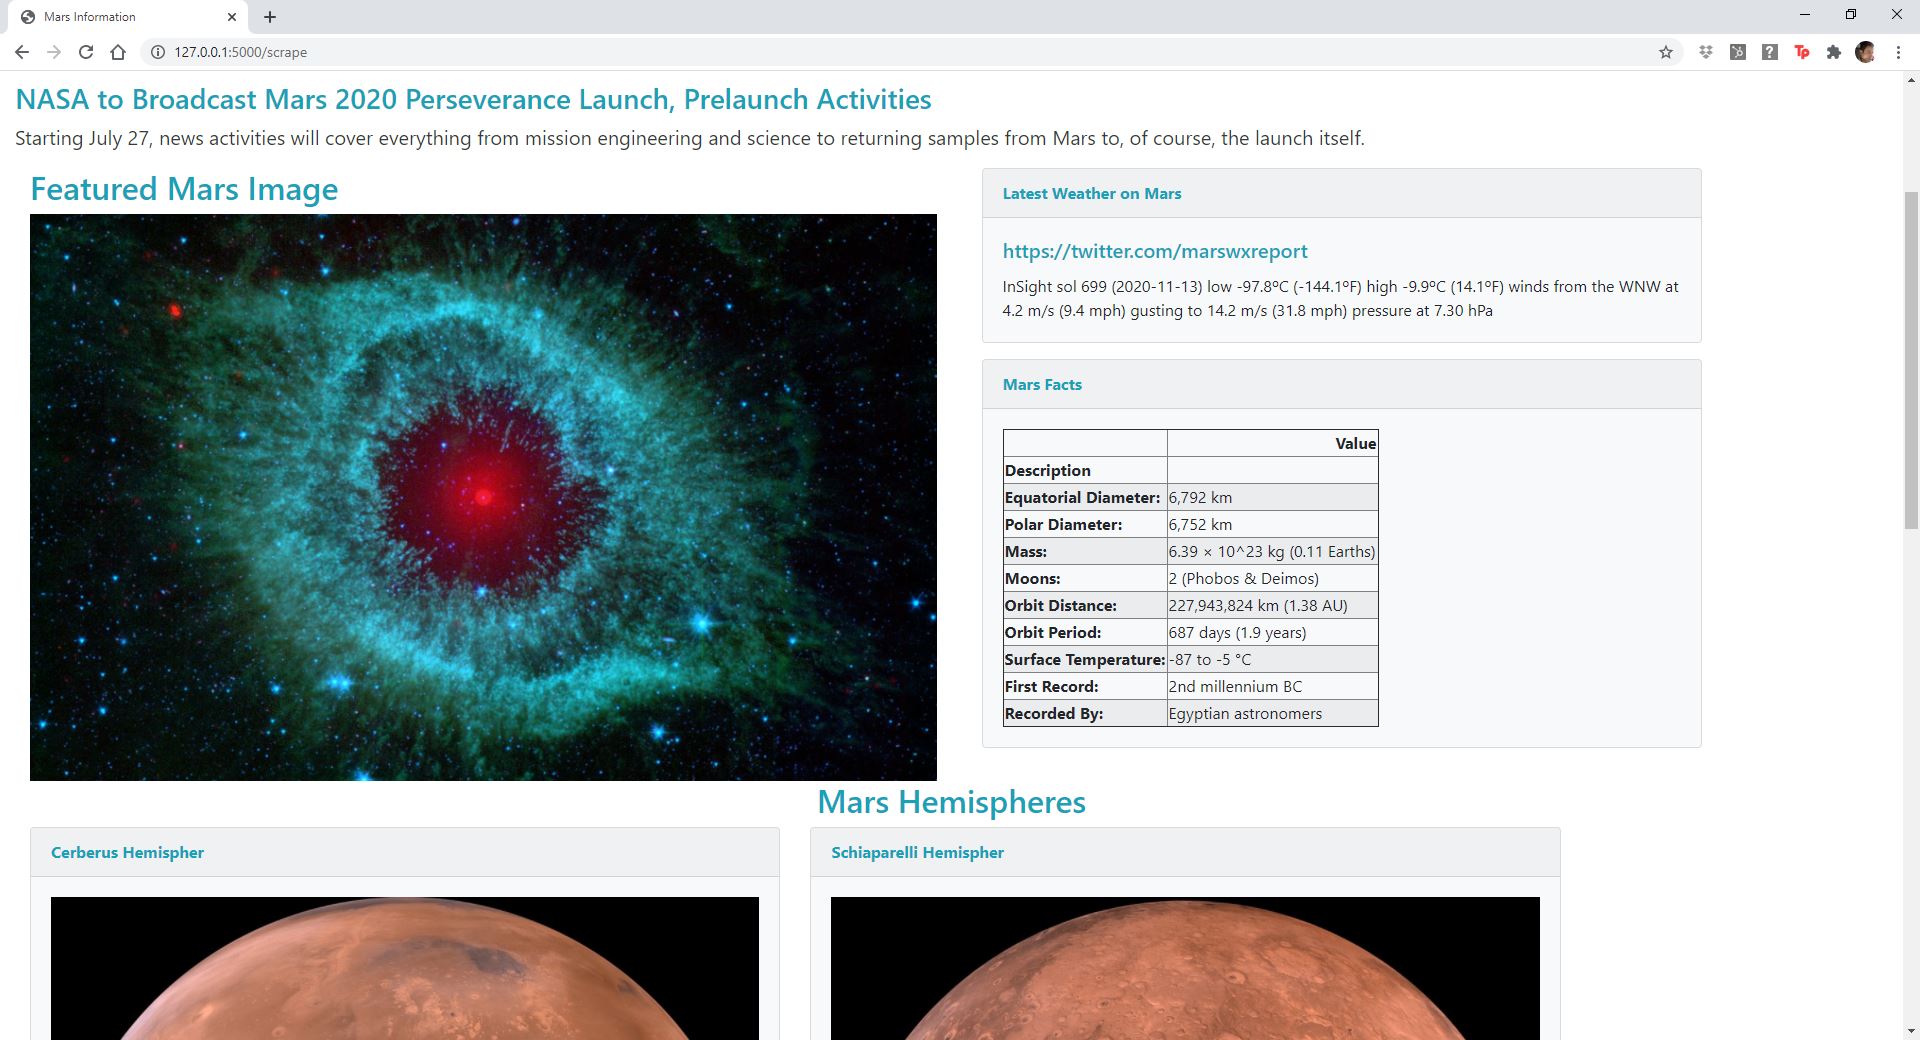 Mars Information
127.0.0.1:5000/scrape
Tp
NASA to Broadcast Mars 2020 Perseverance Launch, Prelaunch Activities
Starting July 27, news activities will cover everything from mission engineering and science to returning samples from Mars to, of course, the launch itself.
Featured Mars Image
Latest Weather on Mars
https://twitter.com/marswxreport
InSight sol 699 (2020-11-13) low -97.8ºC (-144.1ºF) high -9.9ºC (14.1ºF) winds from the WNW at
4.2 m/s (9.4 mph) gusting to 14.2 m/s (31.8 mph) pressure at 7.30 hPa
Mars Facts
Value
Description
Equatorial Diameter: 6,792 km
Polar Diameter: 6,752 km
Mass: 6.39 × 10^23 kg (0.11 Earths)
Moons: 2 (Phobos & Deimos)
Orbit Distance: 227,943,824 km (1.38 AU)
Orbit Period: 687 days (1.9 years)
Surface Temperature: -87 to -5 °C
First Record: 2nd millennium BC
Recorded By: Egyptian astronomers
Mars Hemispheres
Cerberus Hemispher
Schiaparelli Hemispher